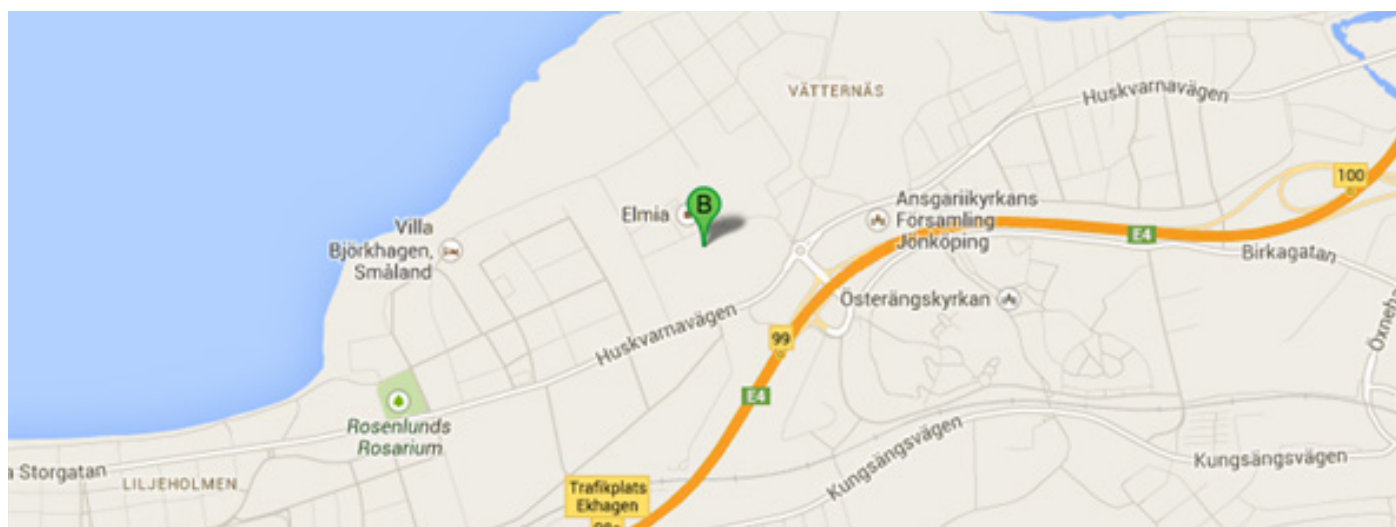 VÄTTERNÄS
Huskvarnavägen
100
Elmia
B
Ansgariikyrkans
Församling
Jönköping
E4
Birkagatan
Villa
Björkhagen,
Småland
Österängskyrkan
Huskvarnavägen
99
E4
Rosenlunds
Rosarium
Storgatan
LILJEHOLMEN
Kungsängsvägen
Kungsängsvägen
Trafikplats
Ekhagen